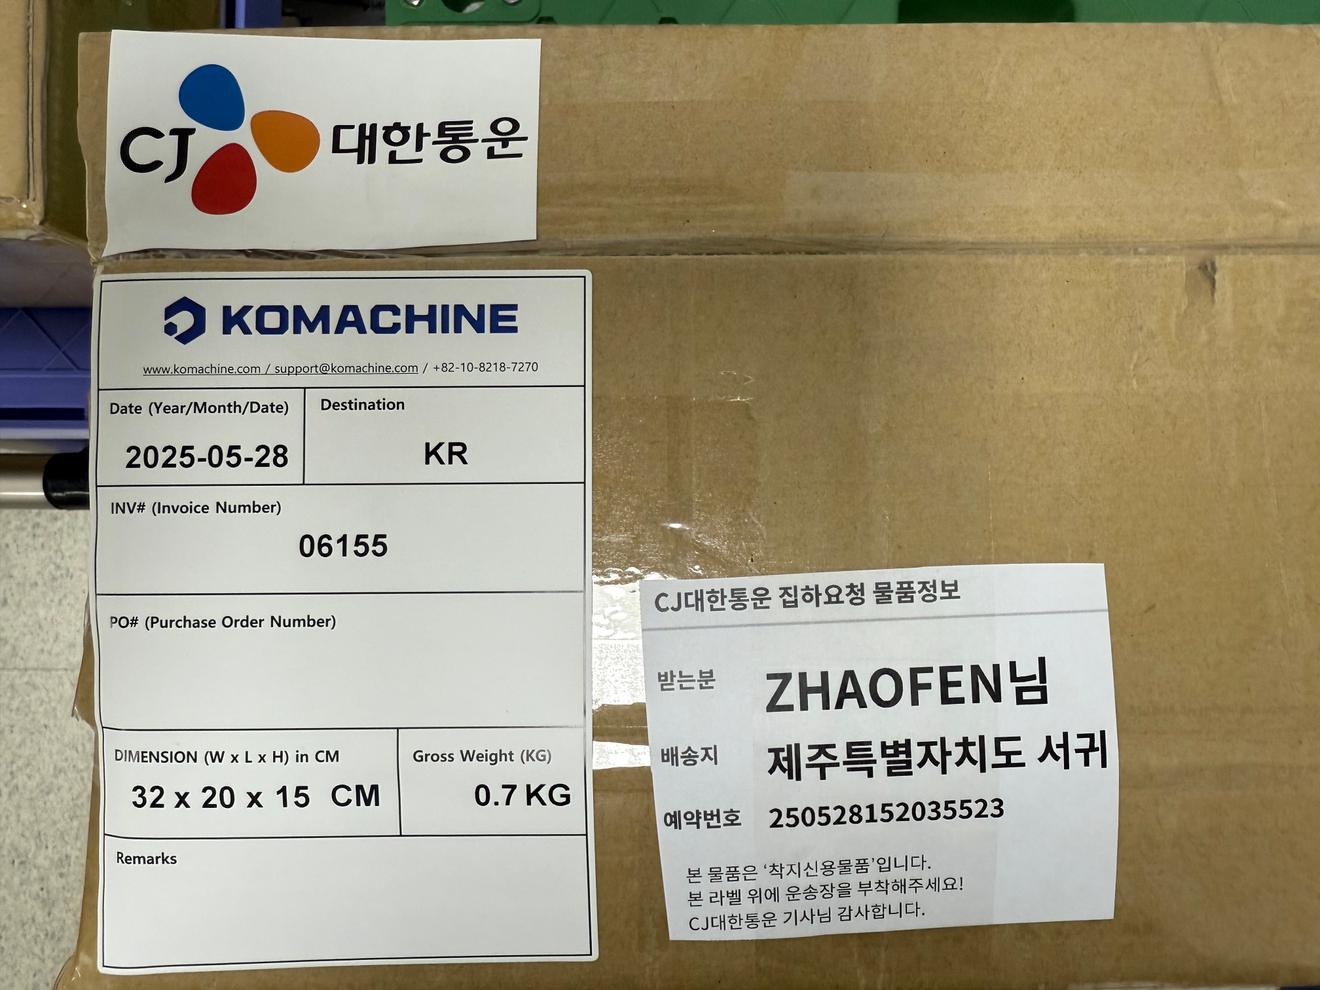 CJ 대한통운
KOMACHINE
www.komachine.com / support@komachine.com / +82-10-8218-7270
Date (Year/Month/Date)
2025-05-28
Destination
KR
INV# (Invoice Number)
06155
PO# (Purchase Order Number)
DIMENSION (W x L x H) in CM
32 x 20 x 15 CM
Gross Weight (KG)
0.7 KG
Remarks
CJ대한통운 집하요청 물품정보
받는분 ZHAOFEN님
배송지 제주특별자치도 서귀
예약번호 250528152035523
본 물품은 ‘착지신용물품’입니다.
본 라벨 위에 운송장을 부착해주세요!
CJ대한통운 기사님 감사합니다.